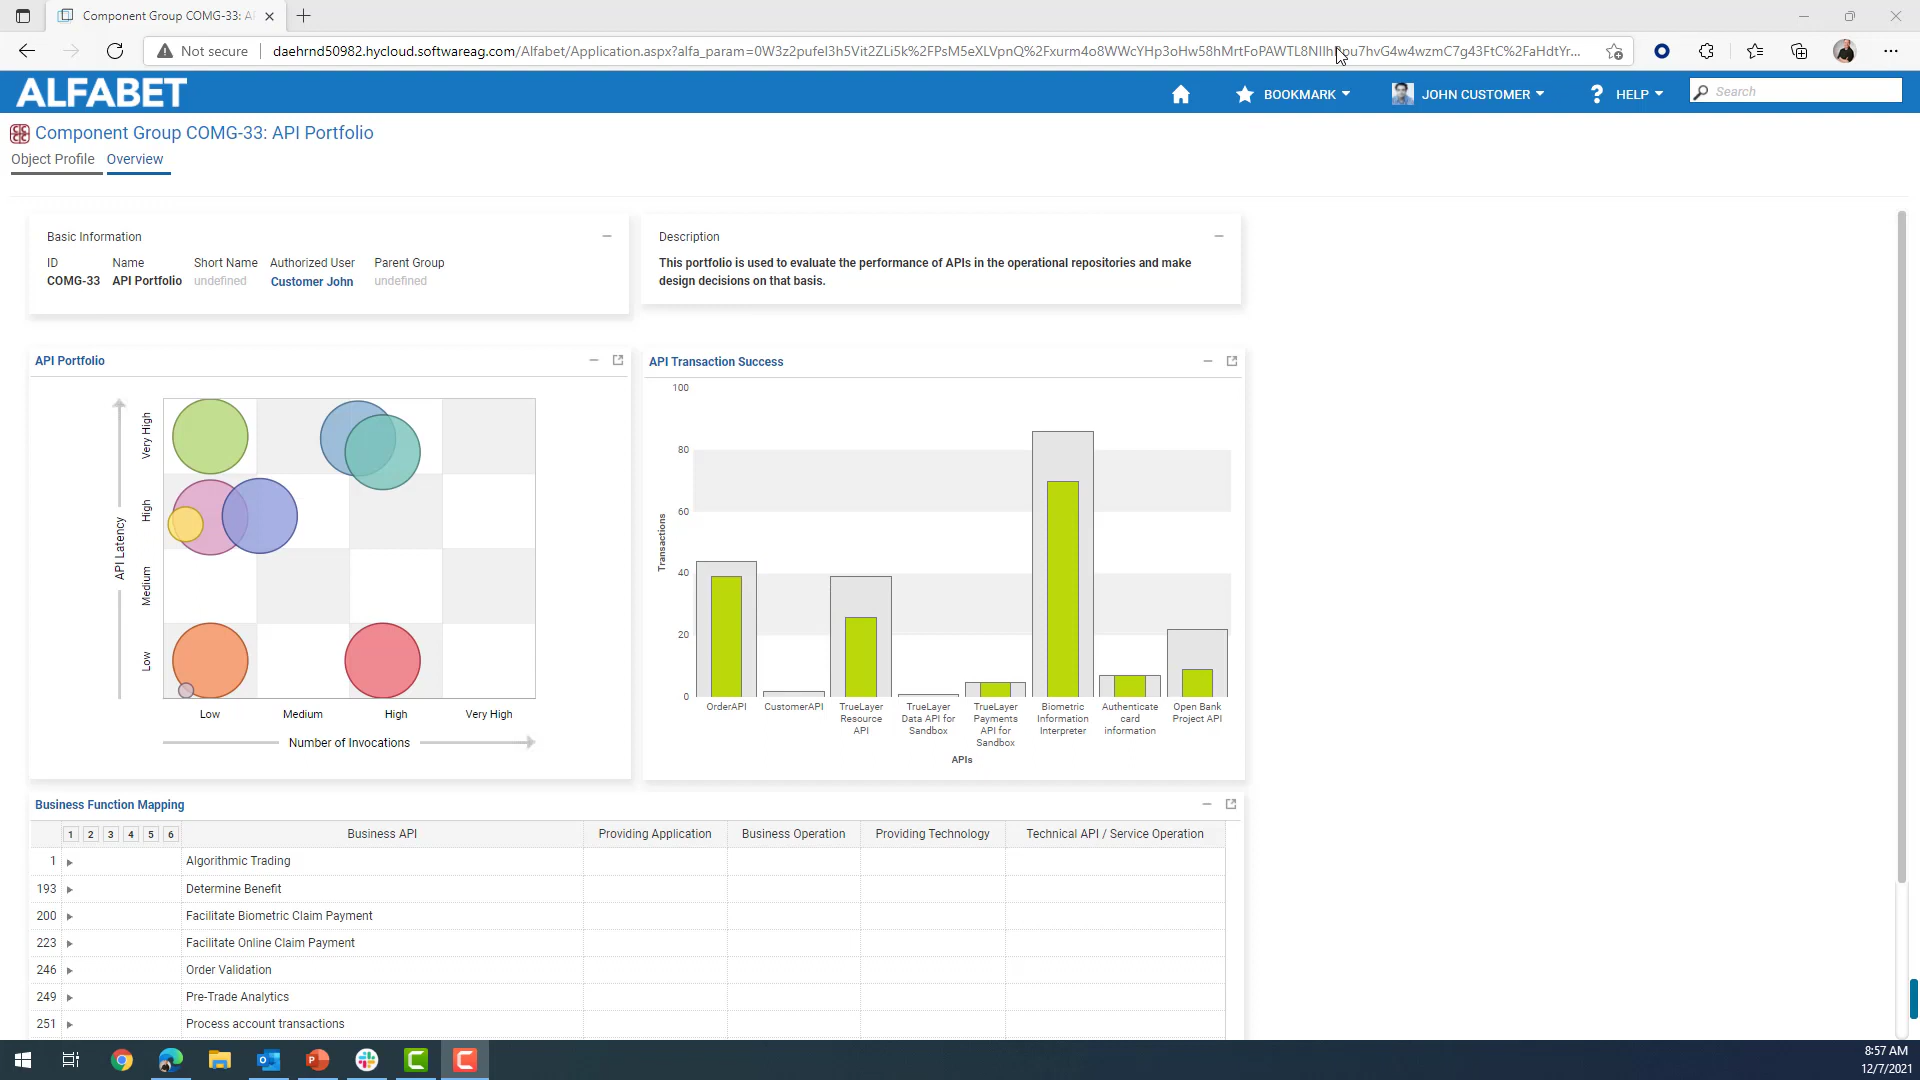 Component Group COMG-33: A
Not secure
daehrnd50982.hycloud.softwareag.com/Alfabet/Application.aspx?alfa_param=
ALFABET
BOOKMARK
JOHN CUSTOMER
? HELP
Search
Component Group COMG-33: API Portfolio
Object Profile Overview
Basic Information
ID Name Short Name Authorized User Parent Group
COMG-33 API Portfolio undefined Customer John undefined
Description
This portfolio is used to evaluate the performance of APIs in the operational repositories and make
design decisions on that basis.
API Portfolio
API Latency
Very High
High
Medium
Low
Low Medium High Very High
Number of Invocations
API Transaction Success
Transactions
100
80
60
40
20
0
OrderAPI
CustomerAPI
TrueLayer
Resource
API
TrueLayer
Data API for
Sandbox
TrueLayer
Payments
API for
Sandbox
Biometric
Information
Interpreter
Authenticate
card
information
Open Bank
Project API
APIs
Business Function Mapping
1 2 3 4 5 6 Business API Providing Application Business Operation Providing Technology Technical API / Service Operation
1 Algorithmic Trading
193 Determine Benefit
200 Facilitate Biometric Claim Payment
223 Facilitate Online Claim Payment
246 Order Validation
249 Pre-Trade Analytics
251 Process account transactions
8:57 AM
12/7/2021